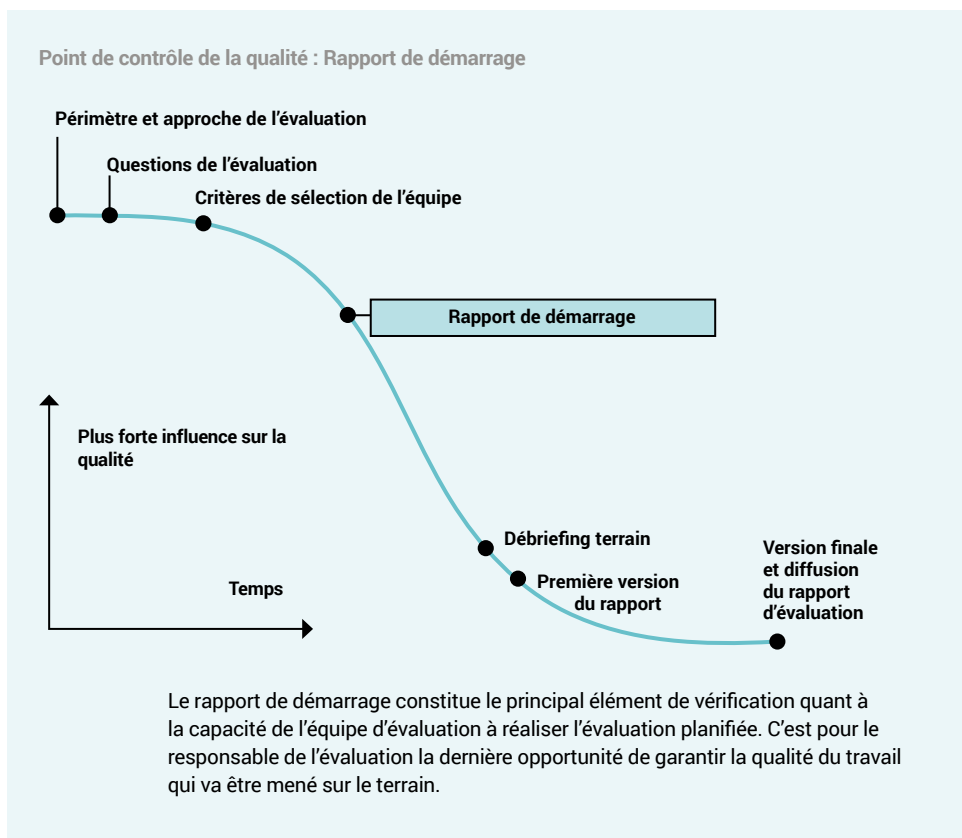 Point de contrôle de la qualité : Rapport de démarrage
Périmètre et approche de l’évaluation
Questions de l’évaluation
Critères de sélection de l’équipe
Rapport de démarrage
Plus forte influence sur la
qualité
Temps
Débriefing terrain
Première version
du rapport
Version finale
et diffusion
du rapport
d’évaluation
Le rapport de démarrage constitue le principal élément de vérification quant à
la capacité de l’équipe d’évaluation à réaliser l’évaluation planifiée. C’est pour le
responsable de l’évaluation la dernière opportunité de garantir la qualité du travail
qui va être mené sur le terrain.